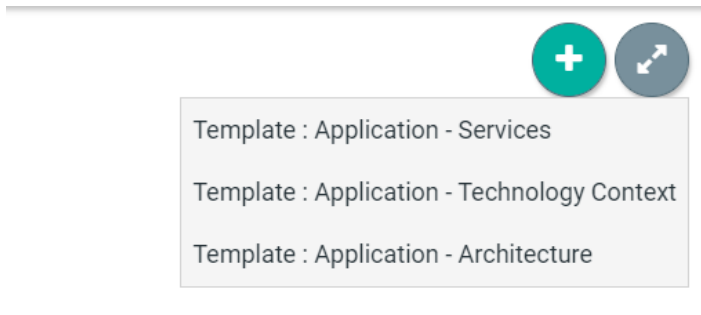 Template : Application - Services
Template : Application - Technology Context
Template : Application - Architecture